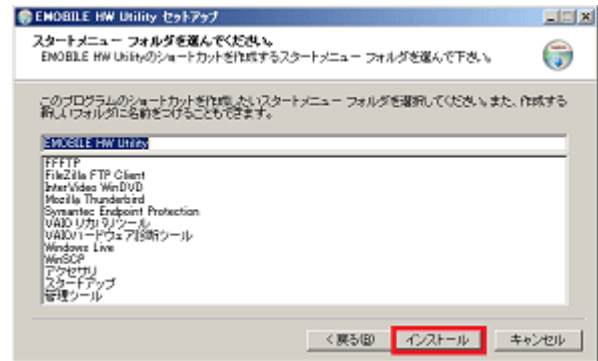 EMOBILE HW Utility セットアップ
スタートメニュー フォルダを選んでください。
EMOBILE HW Utilityのショートカットを作成するスタートメニュー フォルダを選んで下さい。
このプログラムのショートカットを作成したいスタートメニュー フォルダを選択してください。また、作成する
新しいフォルダに名前をつけることもできます。
EMOBILE HW Utility
FFFTP
FileZilla FTP Client
InterVideo WinDVD
Mozilla Thunderbird
Symantec Endpoint Protection
VAIO リカバリツール
VAIOハードウェア診断ツール
Windows Live
WinSCP
アクセサリ
スタートアップ
管理ツール
< 戻る(B)
インストール
キャンセル